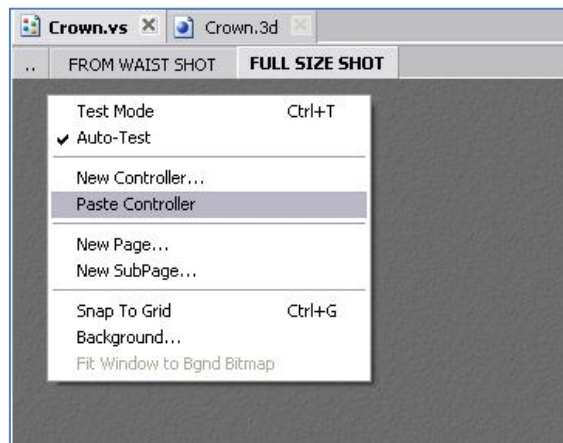 Crown.vs Crown.3d
.. FROM WAIST SHOT FULL SIZE SHOT
Test Mode Ctrl+T
Auto-Test
New Controller...
Paste Controller
New Page...
New SubPage...
Snap To Grid Ctrl+G
Background...
Fit Window to Bgnd Bitmap